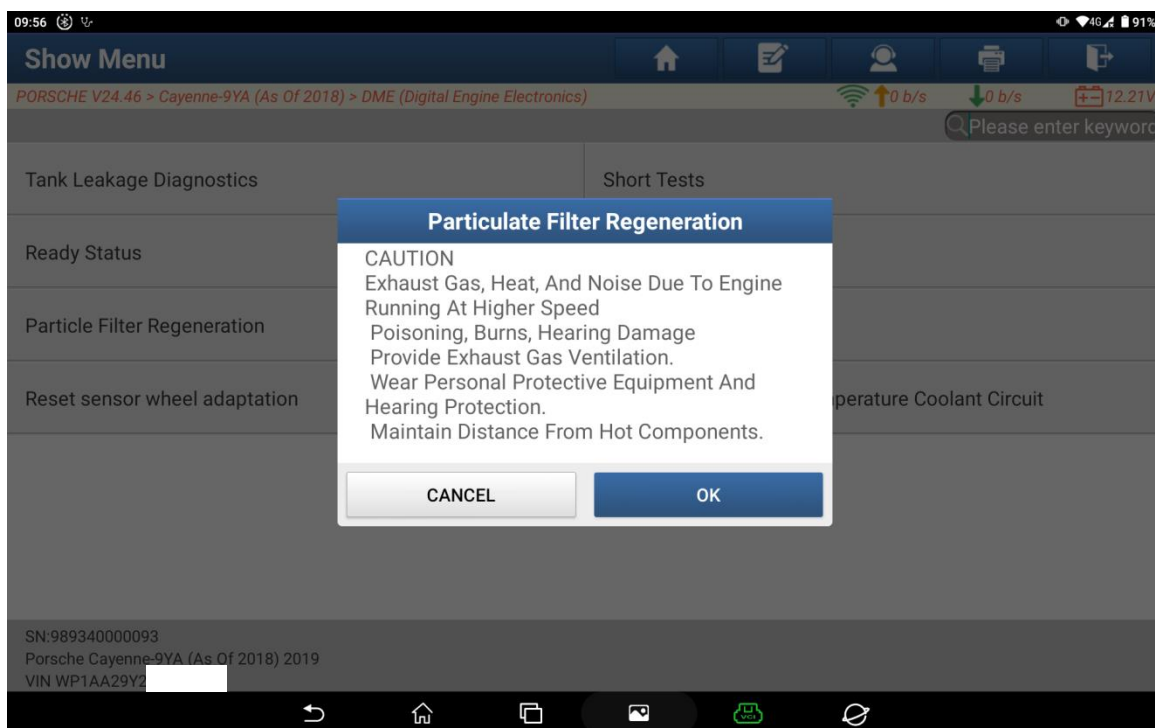 09:56
4G 91%
Show Menu
PORSCHE V24.46 > Cayenne-9YA (As Of 2018) > DME (Digital Engine Electronics)
0 b/s
0 b/s
12.21V
Please enter keyword
Tank Leakage Diagnostics
Short Tests
Ready Status
Particle Filter Regeneration
Reset sensor wheel adaptation
Coolant Circuit
Particulate Filter Regeneration
CAUTION
Exhaust Gas, Heat, And Noise Due To Engine
Running At Higher Speed
Poisoning, Burns, Hearing Damage
Provide Exhaust Gas Ventilation.
Wear Personal Protective Equipment And
Hearing Protection.
Maintain Distance From Hot Components.
CANCEL
OK
SN:989340000093
Porsche Cayenne-9YA (As Of 2018) 2019
VIN WP1AA29Y2
VCI